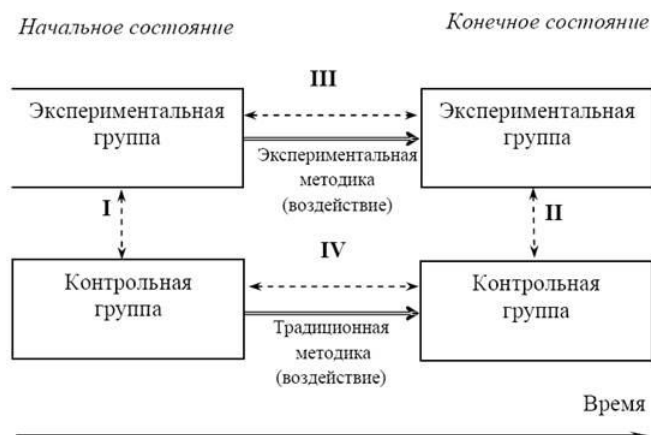 Начальное состояние
Конечное состояние
III
Экспериментальная
группа
Экспериментальная
методика
(воздействие)
Экспериментальная
группа
I
II
IV
Контрольная
группа
Традиционная
методика
(воздействие)
Контрольная
группа
Время